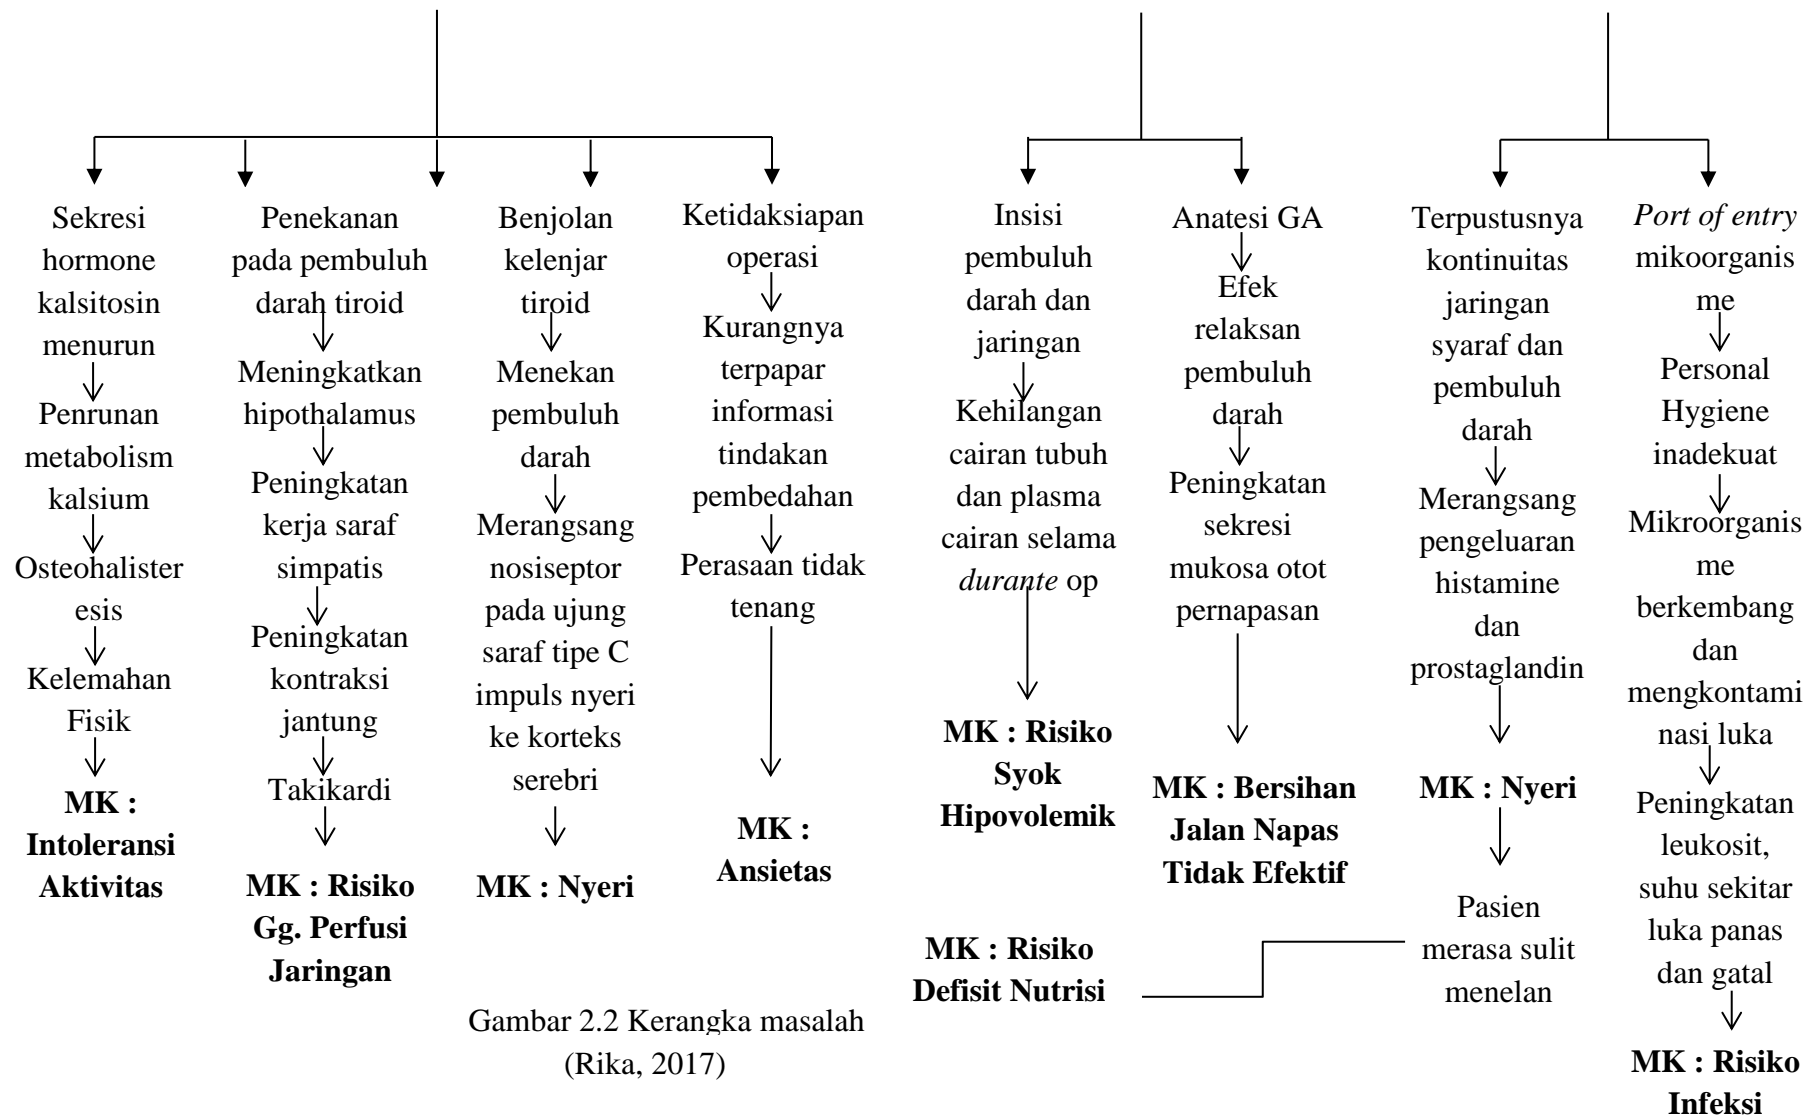 Sekresi
hormone
kalsitosin
menurun
Penrunan
metabolism
kalsium
Osteohalister
esis
Kelemahan
Fisik
MK :
Intoleransi
Aktivitas
Penekanan
pada pembuluh
darah tiroid
Meningkatkan
hipothalamus
Peningkatan
kerja saraf
simpatis
Peningkatan
kontraksi
jantung
Takikardi
MK : Risiko
Gg. Perfusi
Jaringan
Benjolan
kelenjar
tiroid
Menekan
pembuluh
darah
Merangsang
nosiseptor
pada ujung
saraf tipe C
impuls nyeri
ke korteks
serebri
MK : Nyeri
Ketidaksiapan
operasi
Kurangnya
terpapar
informasi
tindakan
pembedahan
Perasaan tidak
tenang
MK :
Ansietas
Insisi
pembuluh
darah dan
jaringan
Kehilangan
cairan tubuh
dan plasma
cairan selama
durante op
MK : Risiko
Syok
Hipovolemik
Anatesi GA
Efek
relaksan
pembuluh
darah
Peningkatan
sekresi
mukosa otot
pernapasan
MK : Bersihan
Jalan Napas
Tidak Efektif
Terpustusnya
kontinuitas
jaringan
syaraf dan
pembuluh
darah
Merangsang
pengeluaran
histamine
dan
prostaglandin
MK : Nyeri
Pasien
merasa sulit
menelan
MK : Risiko
Defisit Nutrisi
Port of entry
mikoorganis
me
Personal
Hygiene
inadekuat
Mikroorganis
me
berkembang
dan
mengkontami
nasi luka
Peningkatan
leukosit,
suhu sekitar
luka panas
dan gatal
MK : Risiko
Infeksi
Gambar 2.2 Kerangka masalah
(Rika, 2017)